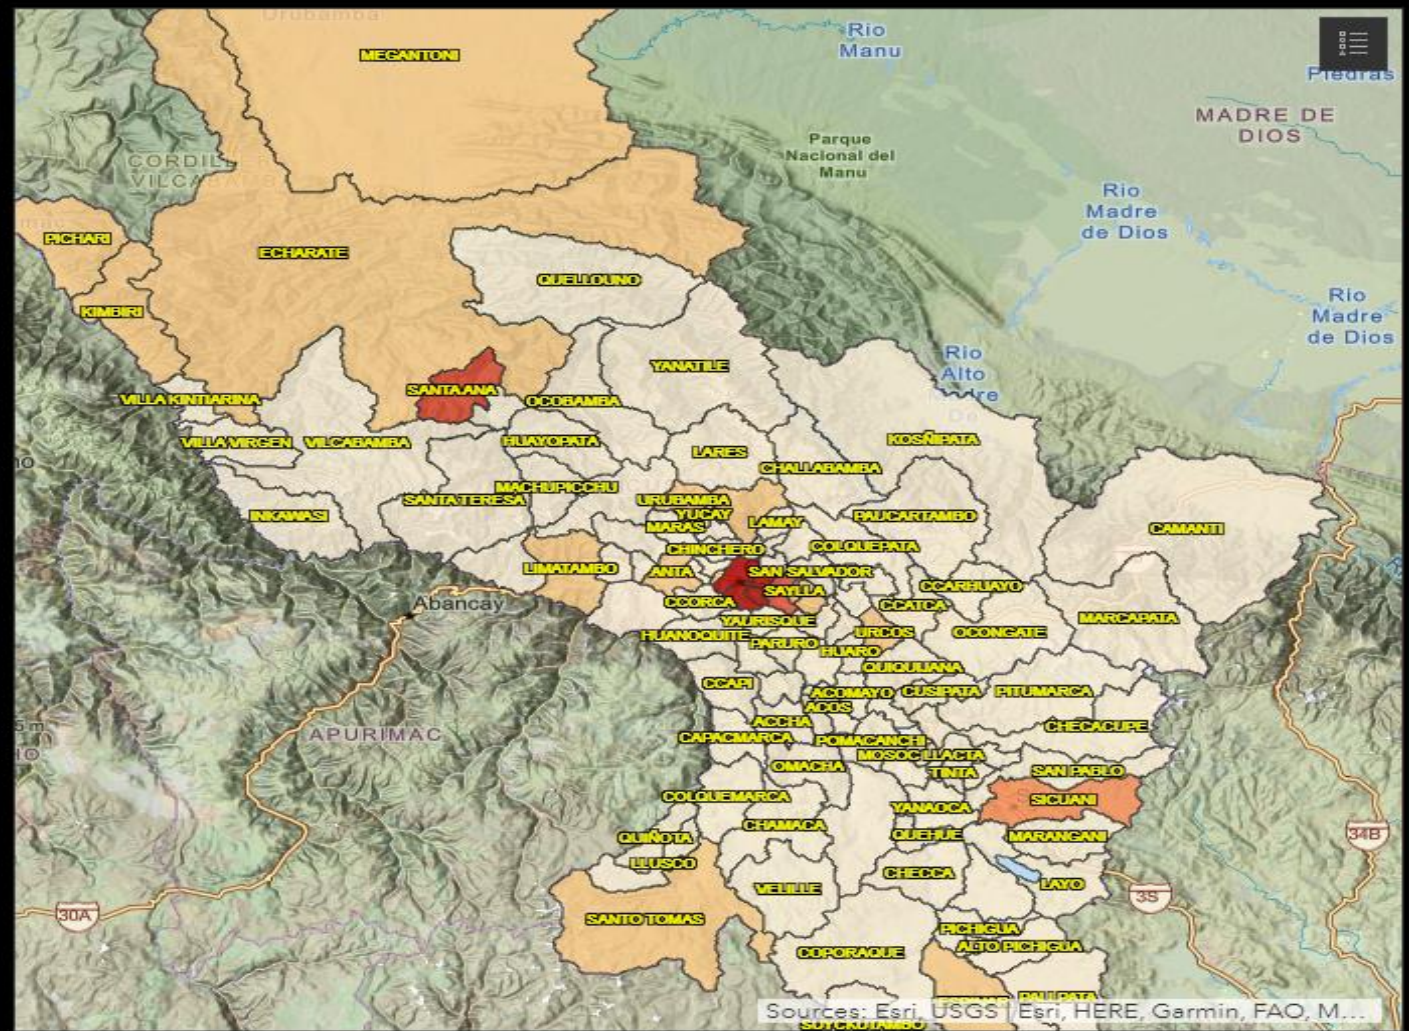 MEGANTONI
Rio
Manu
Piedras
MADRE DE
DIOS
Parque
Nacional del
Manu
Rio
Madre
de Dios
PICHARI
ECHARATE
QUELLOUNO
KIMBIRI
Rio
Madre
de Dios
Rio
Alto
YANATILE
SANTA ANA
VILLA KINTIARINA
OCOBAMBA
VILLA VIRGEN
VILCABAMBA
HUAYOPATA
LARES
KOSÑIPATA
CHALLABAMBA
MACHUPICCHU
SANTA TERESA
URUBAMBA
YUCAY
MARAS
LAMAY
PAUCARTAMBO
INKAWASI
CAMANTI
CHINCHERO
COLQUEPATA
LIMATAMBO
ANTA
SAN SALVADOR
CCARHUAYO
SAYLLA
Abancay
CCORCA
CCATCA
MARCAPATA
YAURISQUE
HUANOQUITE
PARURO
URCOS
OCONGATE
HUARO
QUIQUIJANA
CCAPI
ACOMAYO
CUSIPATA
PITUMARCA
ACOS
ACCHA
CHECACUPE
APURIMAC
CAPACMARCA
POMACANCHI
MOSOC LLACTA
OMACHA
TINTA
SAN PABLO
COLQUEMARCA
SICUANI
YANAOCA
CHAMACA
QUIÑOTA
QUEHUE
MARANGANI
34B
LLUSCO
CHECCA
VELILLE
LAYO
3S
30A
SANTO TOMAS
PICHIGUA
ALTO PICHIGUA
COPORAQUE
PALLPATA
Sources: Esri, USGS | Esri, HERE, Garmin, FAO, M...
SUYCKUTAMBO